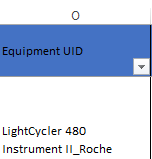 O
Equipment UID
LightCycler 480
Instrument II_Roche